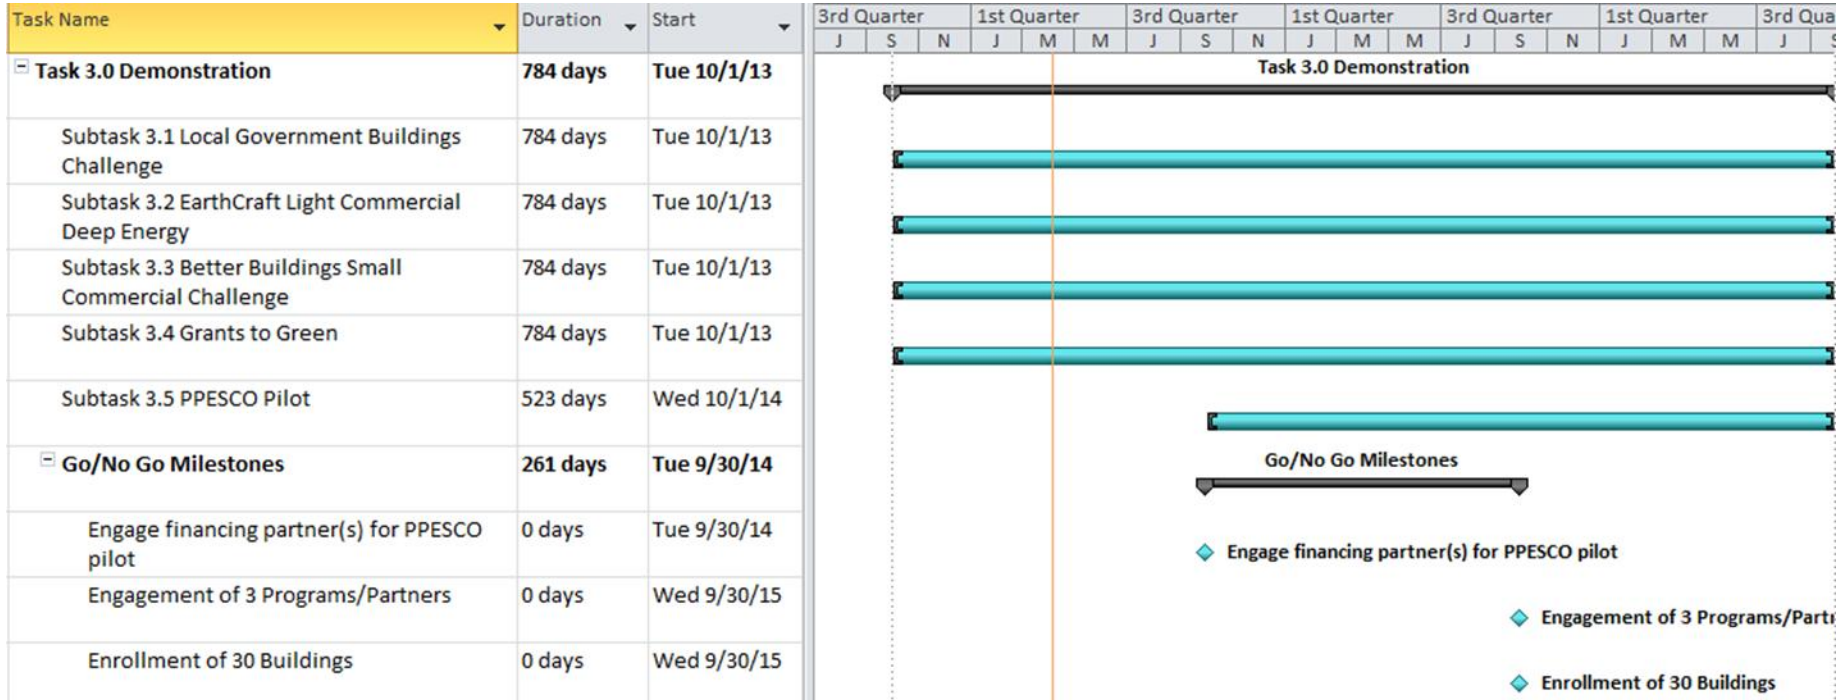 Task Name Duration Start 3rd Quarter 1st Quarter 3rd Quarter 1st Quarter 3rd Quarter 1st Quarter 3rd Qua
J S N J M M J S N J M M J S N J M M J S
Task 3.0 Demonstration 784 days Tue 10/1/13 Task 3.0 Demonstration
Subtask 3.1 Local Government Buildings 784 days Tue 10/1/13
Challenge
Subtask 3.2 EarthCraft Light Commercial 784 days Tue 10/1/13
Deep Energy
Subtask 3.3 Better Buildings Small 784 days Tue 10/1/13
Commercial Challenge
Subtask 3.4 Grants to Green 784 days Tue 10/1/13
Subtask 3.5 PPESCO Pilot 523 days Wed 10/1/14
Go/No Go Milestones 261 days Tue 9/30/14 Go/No Go Milestones
Engage financing partner(s) for PPESCO 0 days Tue 9/30/14
pilot
Engage financing partner(s) for PPESCO pilot
Engagement of 3 Programs/Partners 0 days Wed 9/30/15
Engagement of 3 Programs/Partn
Enrollment of 30 Buildings 0 days Wed 9/30/15
Enrollment of 30 Buildings